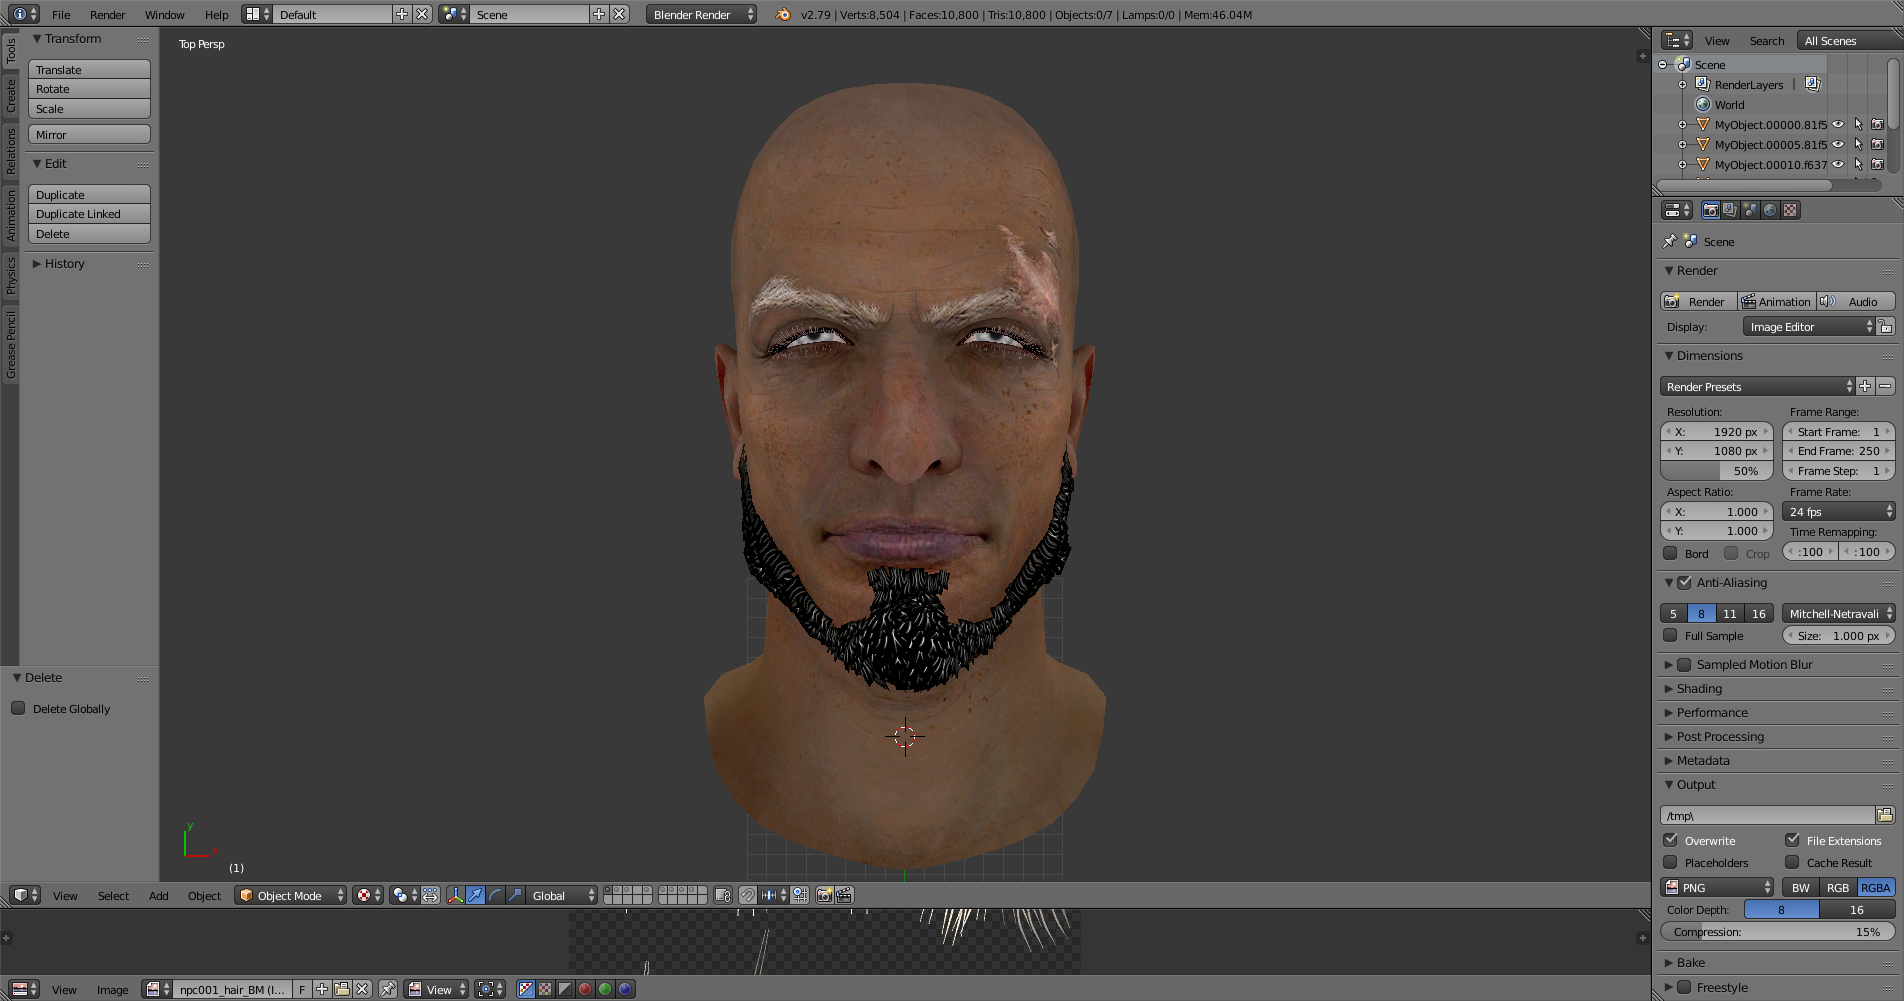 File Render Window Help Default Scene Blender Render v2.79 | Verts:8,504 | Faces:10,800 | Tris:10,800 | Objects:0/7 | Lamps:0/0 | Mem:46.04M
Tools
Create
Relations
Animation
Physics
Grease Pencil
Transform
Translate
Rotate
Scale
Mirror
Edit
Duplicate
Duplicate Linked
Delete
History
Delete
Delete Globally
Top Persp
y
x
(1)
View Select Add Object Object Mode Global
View Image npc001_hair_BM (I... F View
View Search All Scenes
Scene
RenderLayers |
World
MyObject.00000.81f5
MyObject.00005.81f5
MyObject.00010.f637
Scene
Render
Render Animation Audio
Display: Image Editor
Dimensions
Render Presets
Resolution: Frame Range:
X: 1920 px Start Frame: 1
Y: 1080 px End Frame: 250
50% Frame Step: 1
Aspect Ratio: Frame Rate:
X: 1.000 24 fps
Y: 1.000 Time Remapping:
Bord Crop :100 :100
Anti-Aliasing
5 8 11 16 Mitchell-Netravali
Full Sample Size: 1.000 px
Sampled Motion Blur
Shading
Performance
Post Processing
Metadata
Output
/tmp\
Overwrite File Extensions
Placeholders Cache Result
PNG BW RGB RGBA
Color Depth: 8 16
Compression: 15%
Bake
Freestyle